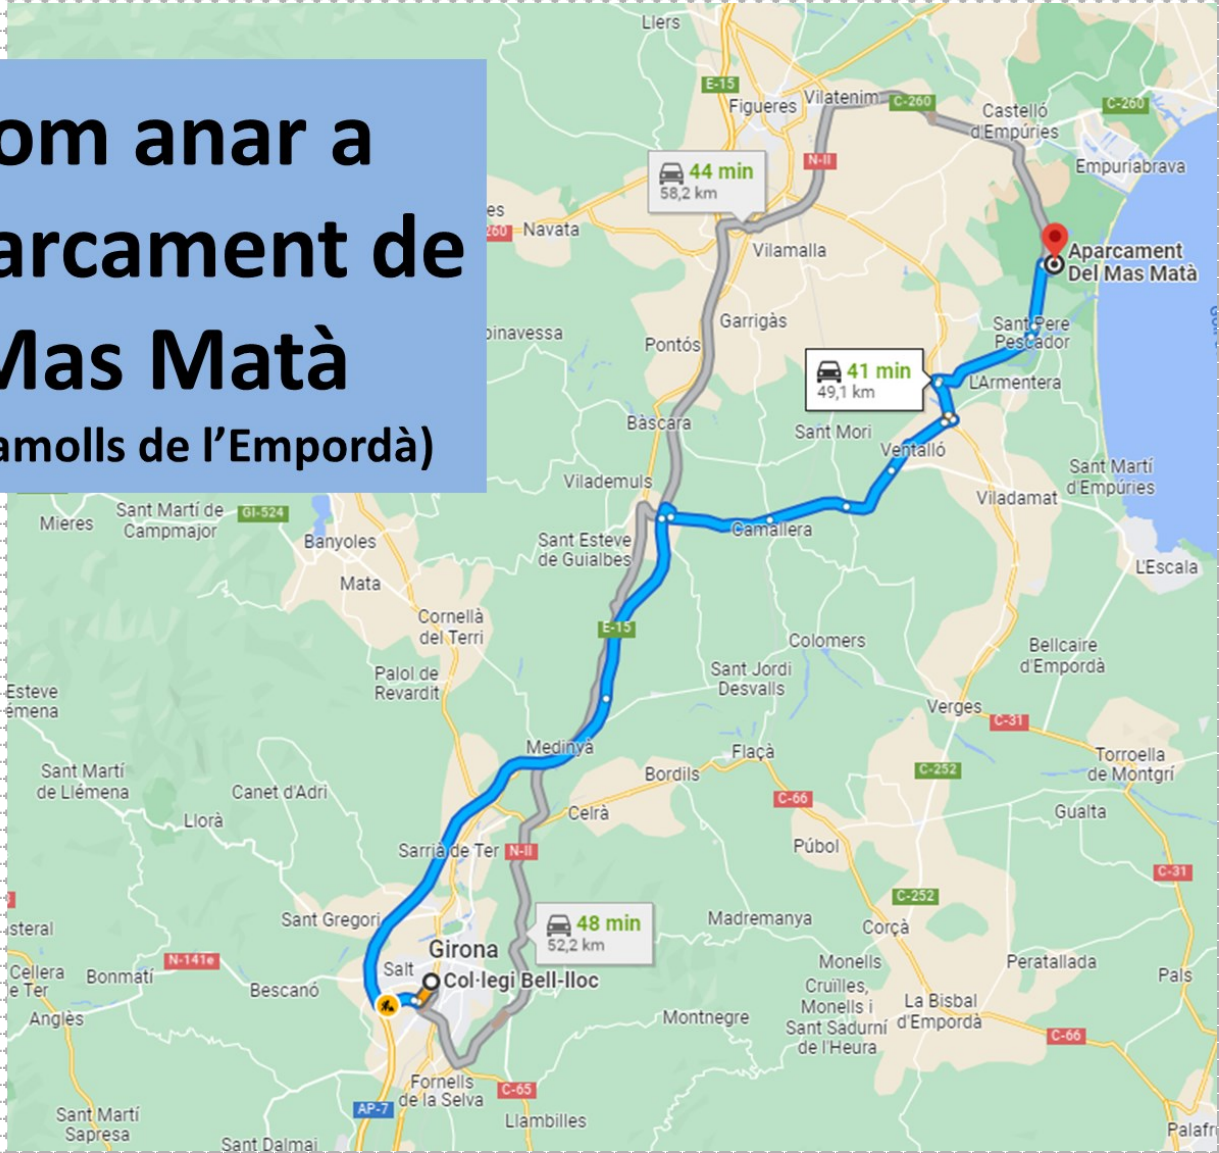 om anar a
arcament de
Mas Matà
amolls de l'Empordà)
Llers
E-15
Figueres
Vilatenim
C-260
Castelló
d'Empúries
C-260
Empuriabrava
N-II
44 min
58,2 km
es
260
Navata
Vilamalla
Aparcament
Del Mas Matà
pinavessa
Garrigàs
Pontós
Sant Pere
Pescador
41 min
49,1 km
L'Armentera
Bàscara
Sant Mori
Ventalló
Vilademuls
Sant Martí
d'Empúries
Viladamat
Mieres
Sant Martí de
Campmajor
GI-524
Banyoles
Sant Esteve
de Guialbes
Camallera
L'Escala
Mata
Cornellà
del Terri
E-15
Colomers
Bellcaire
d'Empordà
Palol de
Revardit
Sant Jordi
Desvalls
Esteve
émena
Verges
C-31
Medinyà
Flaçà
Torroella
de Montgrí
Sant Martí
de Llémena
Canet d'Adri
Bordils
C-252
C-66
Gualta
Llorà
Celrà
Sarrià de Ter
N-II
Púbol
C-31
C-252
Sant Gregori
48 min
52,2 km
Madremanya
Corçà
steral
N-141e
Girona
Salt
Col·legi Bell-lloc
Cellera
e Ter
Bonmatí
Bescanó
Monells
Peratallada
Pals
Cruïlles,
Monells i
Sant Sadurní
de l'Heura
La Bisbal
d'Empordà
Anglès
Montnegre
C-66
Fornells
de la Selva
C-65
AP-7
Llambilles
Sant Martí
Sapresa
Sant Dalmai
Palafr